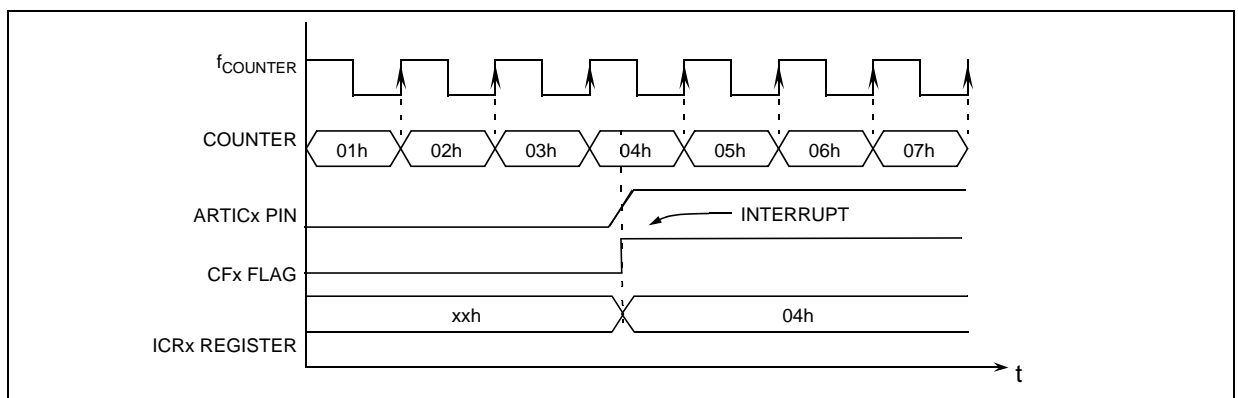 fCOUNTER
COUNTER
01h 02h 03h 04h 05h 06h 07h
ARTICx PIN
INTERRUPT
CFx FLAG
xxh 04h
ICRx REGISTER
t